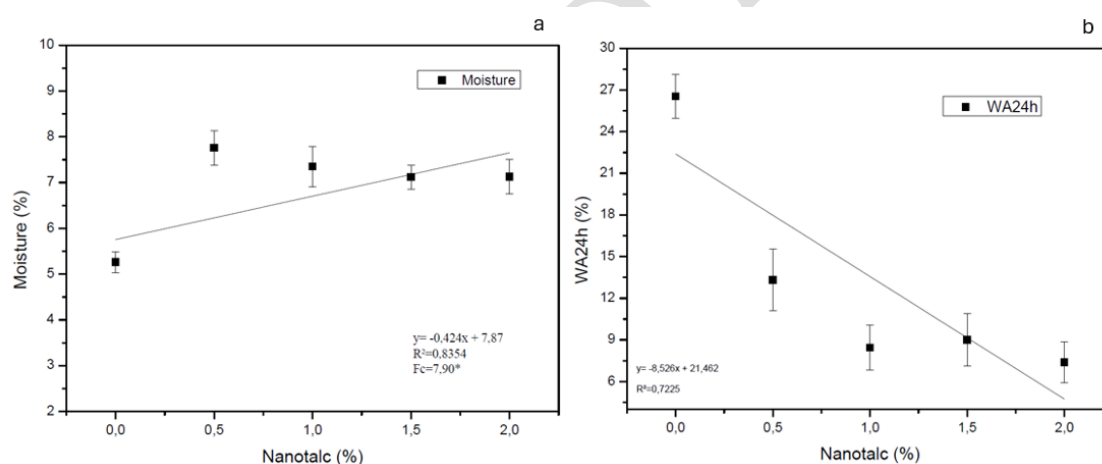 a
10
9
8
7
6
5
4
3
2
Moisture (%)
Moisture
y= -0.424x + 7.87
R²=0,8354
Fc=7,90*
0,0 0,5 1,0 1,5 2,0
Nanotalc (%)
b
30
27
24
21
18
15
12
9
6
WA24h (%)
WA24h
y= -8,526x + 21,462
R²=0,7225
0,0 0,5 1,0 1,5 2,0
Nanotalc (%)